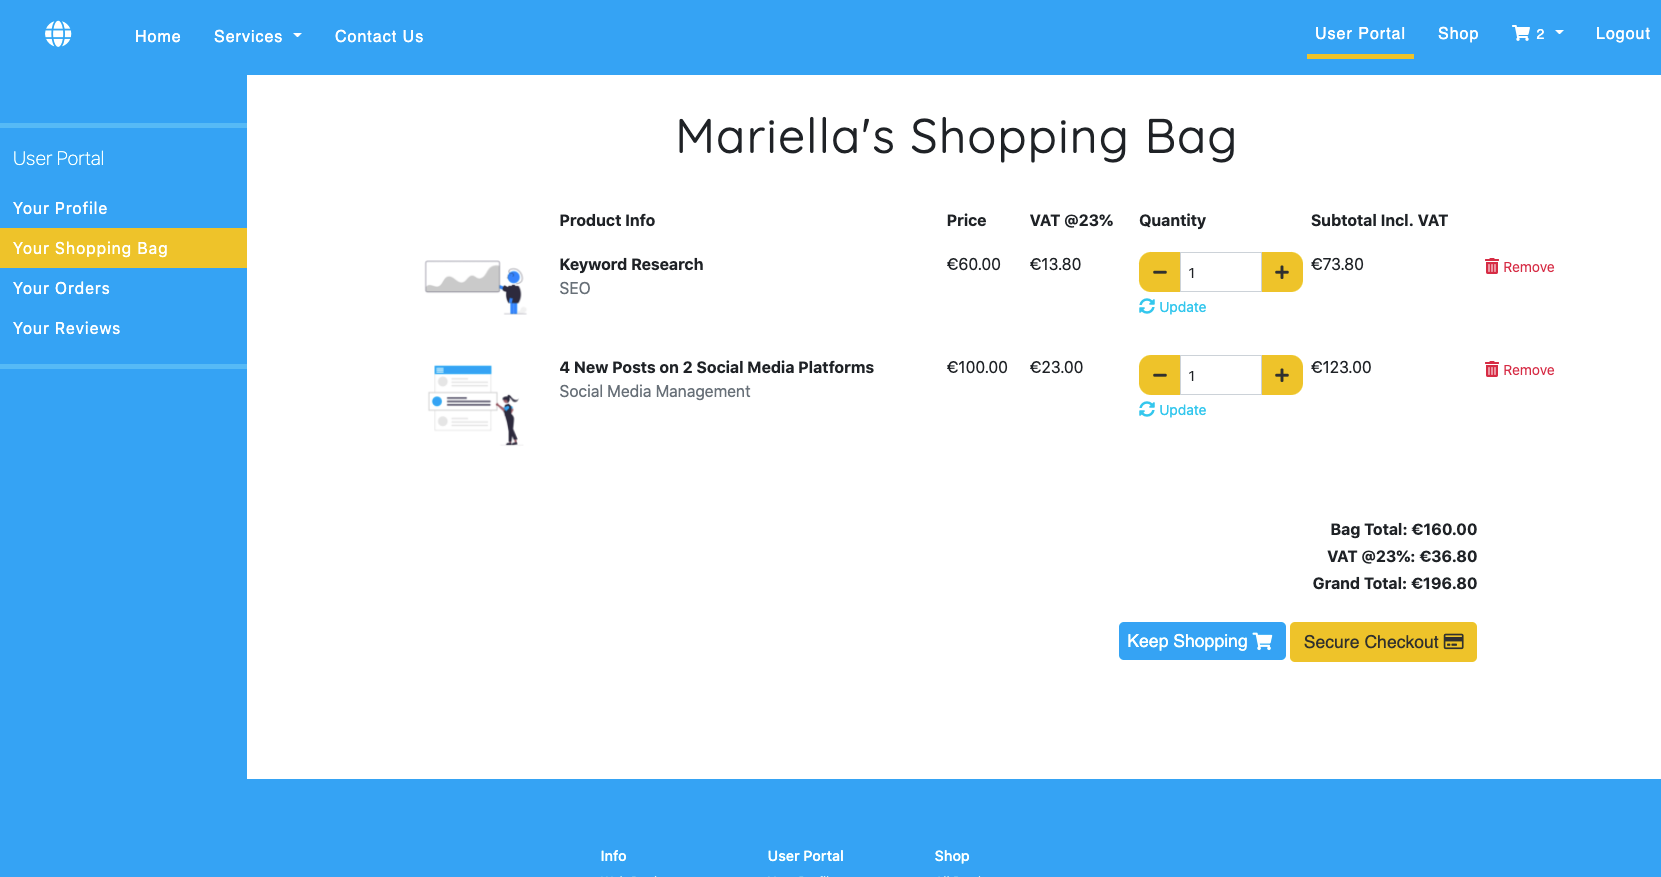 Home Services Contact Us User Portal Shop 2 Logout
Mariella's Shopping Bag
User Portal
Your Profile
Your Shopping Bag
Your Orders
Your Reviews
Product Info Price VAT @23% Quantity Subtotal Incl. VAT
Keyword Research €60.00 €13.80 1 €73.80 Remove
SEO
Update
4 New Posts on 2 Social Media Platforms €100.00 €23.00 1 €123.00 Remove
Social Media Management
Update
Bag Total: €160.00
VAT @23%: €36.80
Grand Total: €196.80
Keep Shopping Secure Checkout
Info User Portal Shop